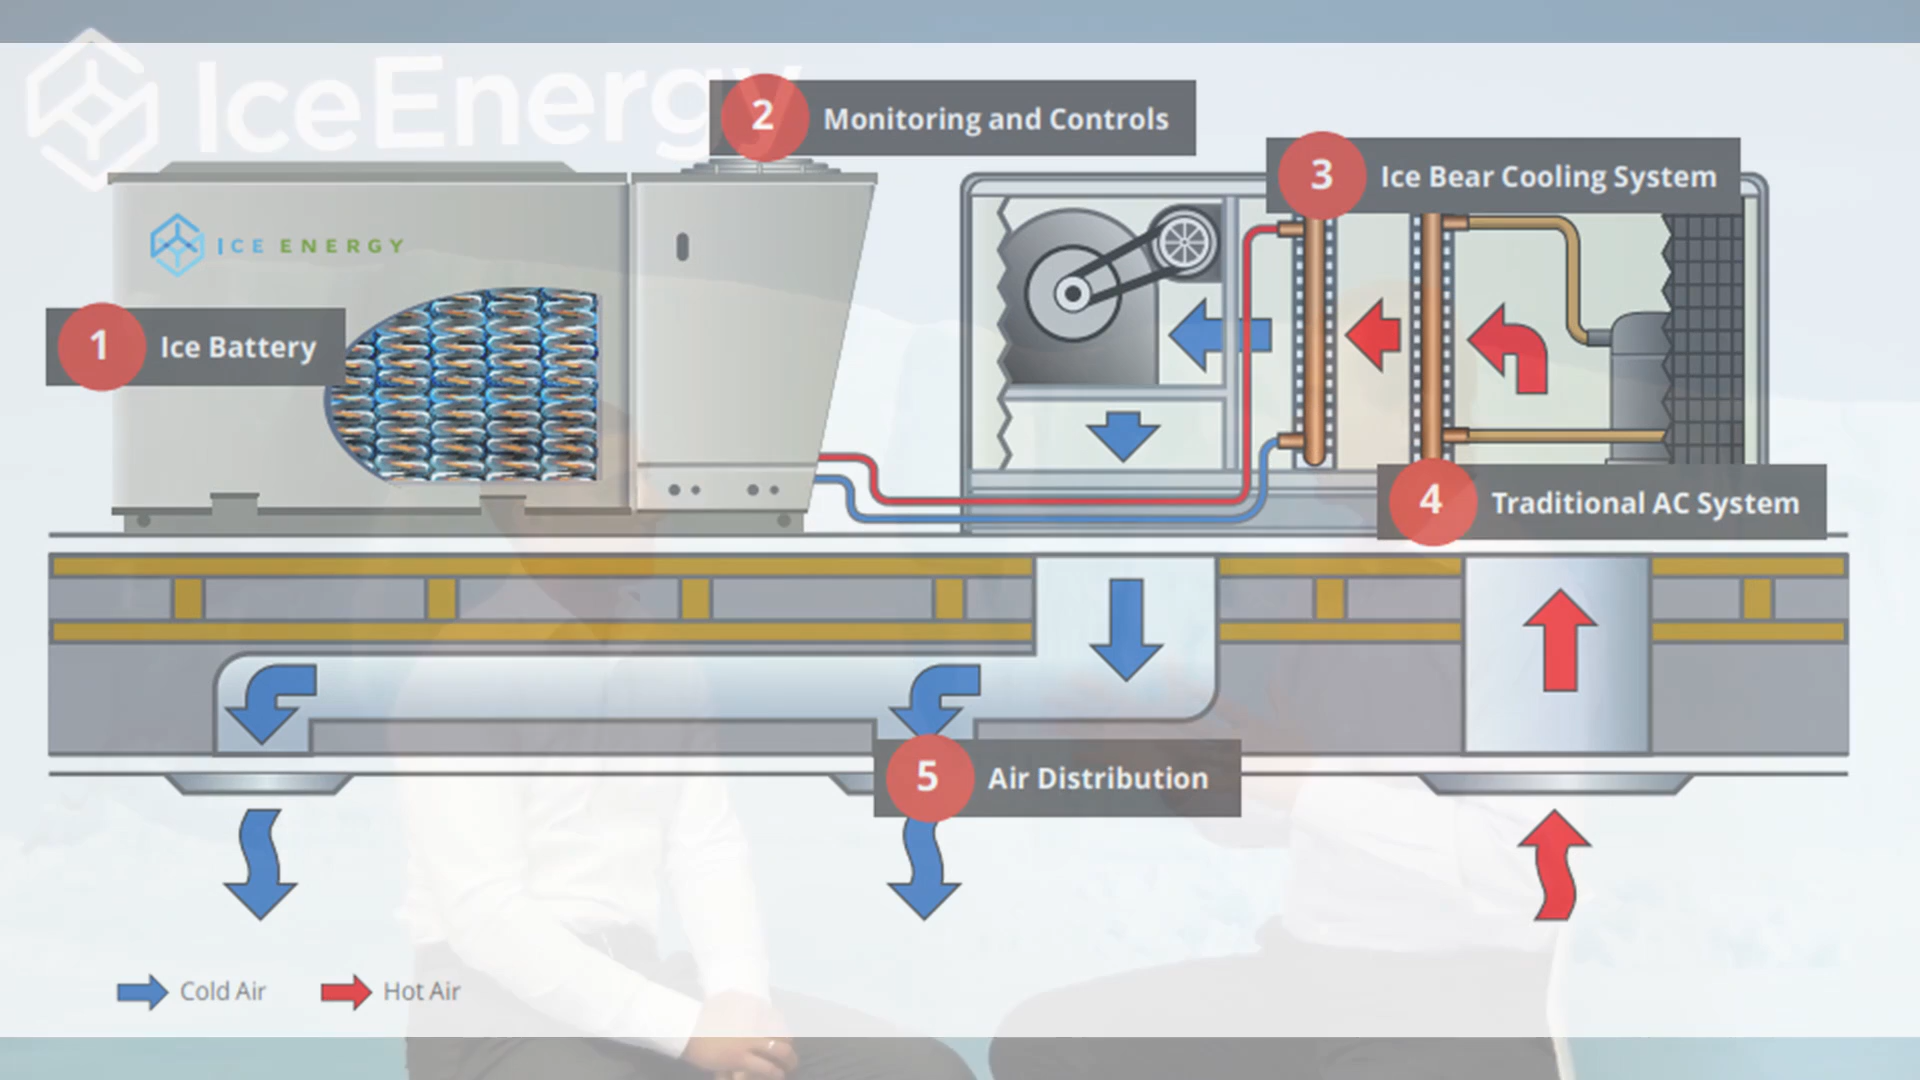 IceEnergy
2 Monitoring and Controls
3 Ice Bear Cooling System
ICE ENERGY
1 Ice Battery
4 Traditional AC System
5 Air Distribution
Cold Air
Hot Air